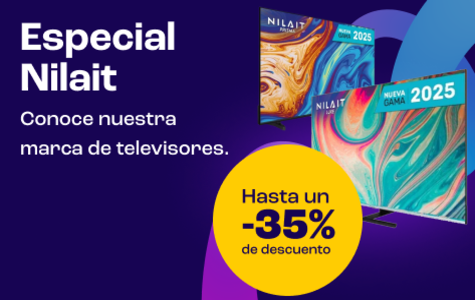 Especial
Nilait
Conoce nuestra
marca de televisores.
NILAIT
PRISMA
NUEVA
GAMA
2025
NILAIT
NUEVA
GAMA
2025
Hasta un
-35%
de descuento